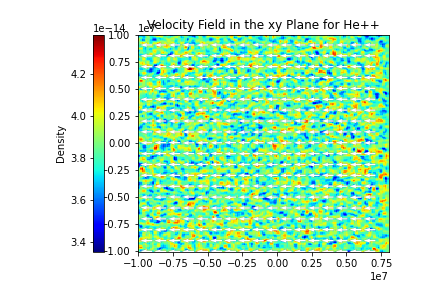 Velocity Field in the xy Plane for He++
1e−14
1e7
4.2
4.0
3.8
3.6
3.4
Density
1.00
0.75
0.50
0.25
0.00
−0.25
−0.50
−0.75
−1.00
−1.00 −0.75 −0.50 −0.25 0.00 0.25 0.50 0.75
1e7